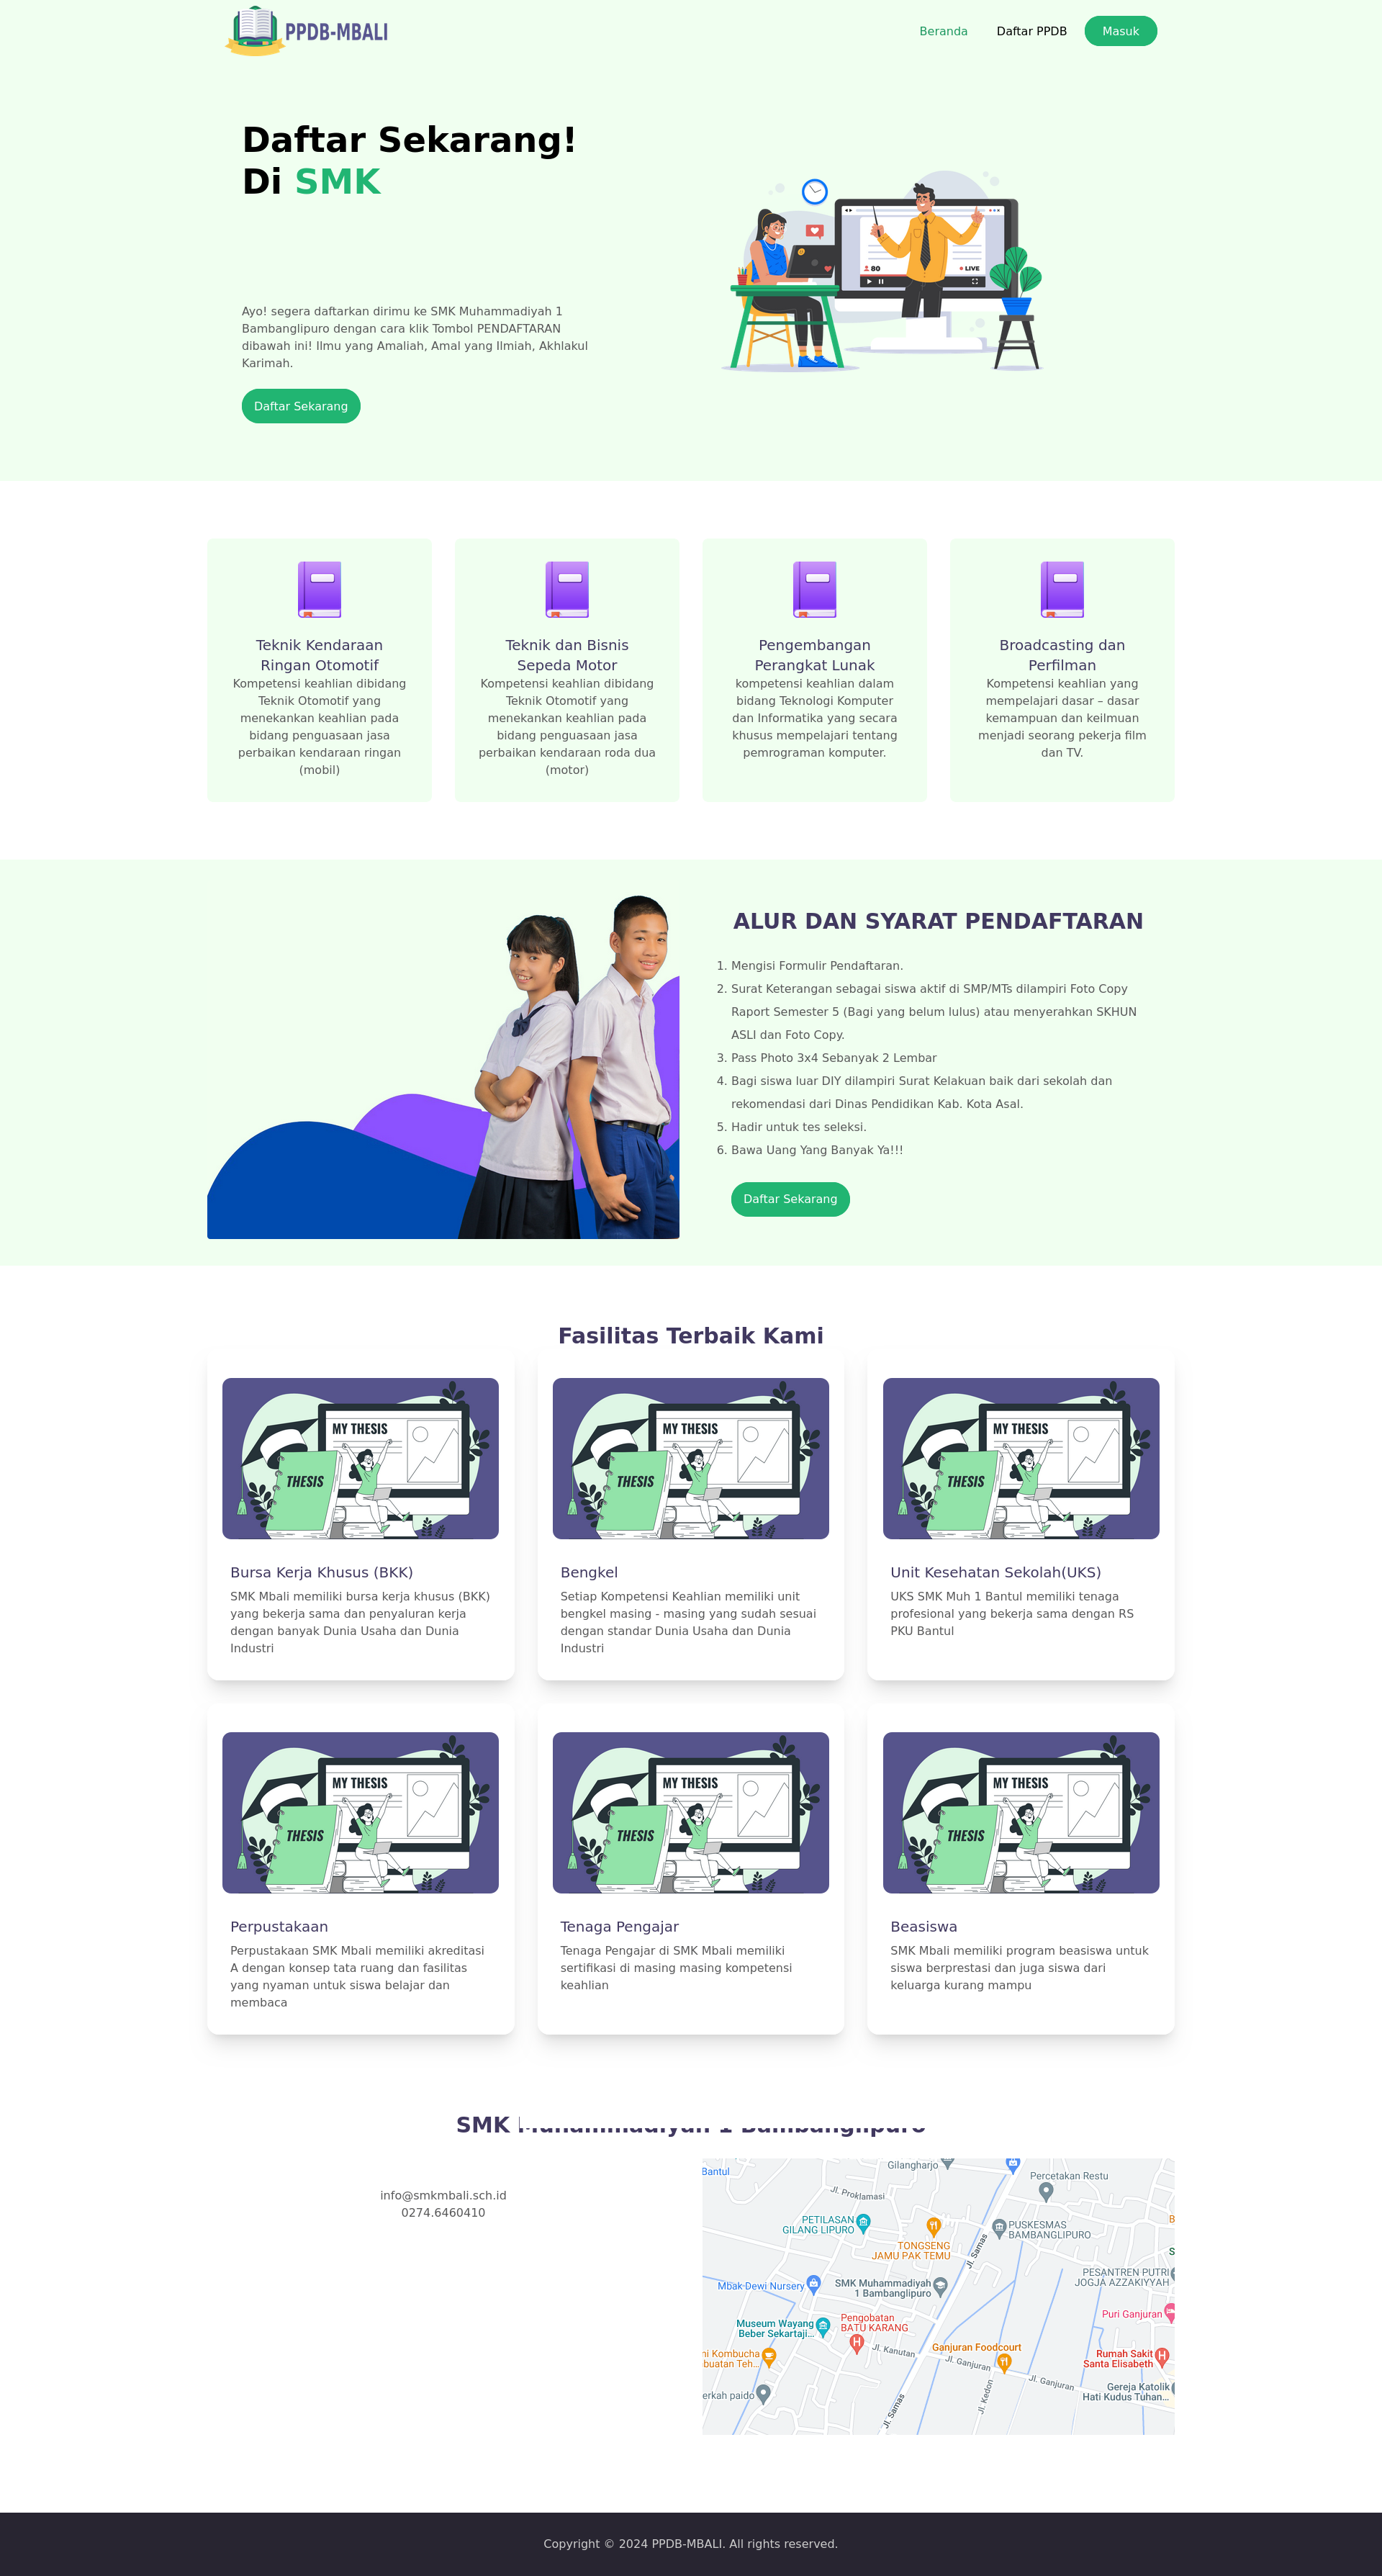 PPDB-MBALI
Beranda
Daftar PPDB
Masuk
Daftar Sekarang!
Di SMK
80
LIVE
Ayo! segera daftarkan dirimu ke SMK Muhammadiyah 1
Bambanglipuro dengan cara klik Tombol PENDAFTARAN
dibawah ini! Ilmu yang Amaliah, Amal yang Ilmiah, Akhlakul
Karimah.
Daftar Sekarang
Teknik Kendaraan
Ringan Otomotif
Kompetensi keahlian dibidang
Teknik Otomotif yang
menekankan keahlian pada
bidang penguasaan jasa
perbaikan kendaraan ringan
(mobil)
Teknik dan Bisnis
Sepeda Motor
Kompetensi keahlian dibidang
Teknik Otomotif yang
menekankan keahlian pada
bidang penguasaan jasa
perbaikan kendaraan roda dua
(motor)
Pengembangan
Perangkat Lunak
kompetensi keahlian dalam
bidang Teknologi Komputer
dan Informatika yang secara
khusus mempelajari tentang
pemrograman komputer.
Broadcasting dan
Perfilman
Kompetensi keahlian yang
mempelajari dasar – dasar
kemampuan dan keilmuan
menjadi seorang pekerja film
dan TV.
ALUR DAN SYARAT PENDAFTARAN
1. Mengisi Formulir Pendaftaran.
2. Surat Keterangan sebagai siswa aktif di SMP/MTs dilampiri Foto Copy
Raport Semester 5 (Bagi yang belum lulus) atau menyerahkan SKHUN
ASLI dan Foto Copy.
3. Pass Photo 3x4 Sebanyak 2 Lembar
4. Bagi siswa luar DIY dilampiri Surat Kelakuan baik dari sekolah dan
rekomendasi dari Dinas Pendidikan Kab. Kota Asal.
5. Hadir untuk tes seleksi.
6. Bawa Uang Yang Banyak Ya!!!
Daftar Sekarang
Fasilitas Terbaik Kami
MY THESIS
THESIS
MY THESIS
THESIS
MY THESIS
THESIS
Bursa Kerja Khusus (BKK)
SMK Mbali memiliki bursa kerja khusus (BKK)
yang bekerja sama dan penyaluran kerja
dengan banyak Dunia Usaha dan Dunia
Industri
Bengkel
Setiap Kompetensi Keahlian memiliki unit
bengkel masing - masing yang sudah sesuai
dengan standar Dunia Usaha dan Dunia
Industri
Unit Kesehatan Sekolah(UKS)
UKS SMK Muh 1 Bantul memiliki tenaga
profesional yang bekerja sama dengan RS
PKU Bantul
MY THESIS
THESIS
MY THESIS
THESIS
MY THESIS
THESIS
Perpustakaan
Perpustakaan SMK Mbali memiliki akreditasi
A dengan konsep tata ruang dan fasilitas
yang nyaman untuk siswa belajar dan
membaca
Tenaga Pengajar
Tenaga Pengajar di SMK Mbali memiliki
sertifikasi di masing masing kompetensi
keahlian
Beasiswa
SMK Mbali memiliki program beasiswa untuk
siswa berprestasi dan juga siswa dari
keluarga kurang mampu
SMK Muhammadiyah 1 Bambanglipuro
info@smkmbali.sch.id
0274.6460410
Bantul
Gilangharjo
Percetakan Restu
Jl. Proklamasi
PETILASAN
GILANG LIPURO
TONGSENG
JAMU PAK TEMU
Jl. Samas
PUSKESMAS
BAMBANGLIPURO
PESANTREN PUTRI
JOGJA AZZAKIYYAH
Mbak Dewi Nursery
SMK Muhammadiyah
1 Bambanglipuro
Puri Ganjuran
Museum Wayang
Beber Sekartaji...
Pengobatan
BATU KARANG
Jl. Kanutan
Ganjuran Foodcourt
Jl. Ganjuran
Rumah Sakit
Santa Elisabeth
ni Kombucha
buatan Teh...
Jl. Ganjuran
Jl. Kedon
Gereja Katolik
Hati Kudus Tuhan...
erkah paido
Jl. Samas
Copyright © 2024 PPDB-MBALI. All rights reserved.